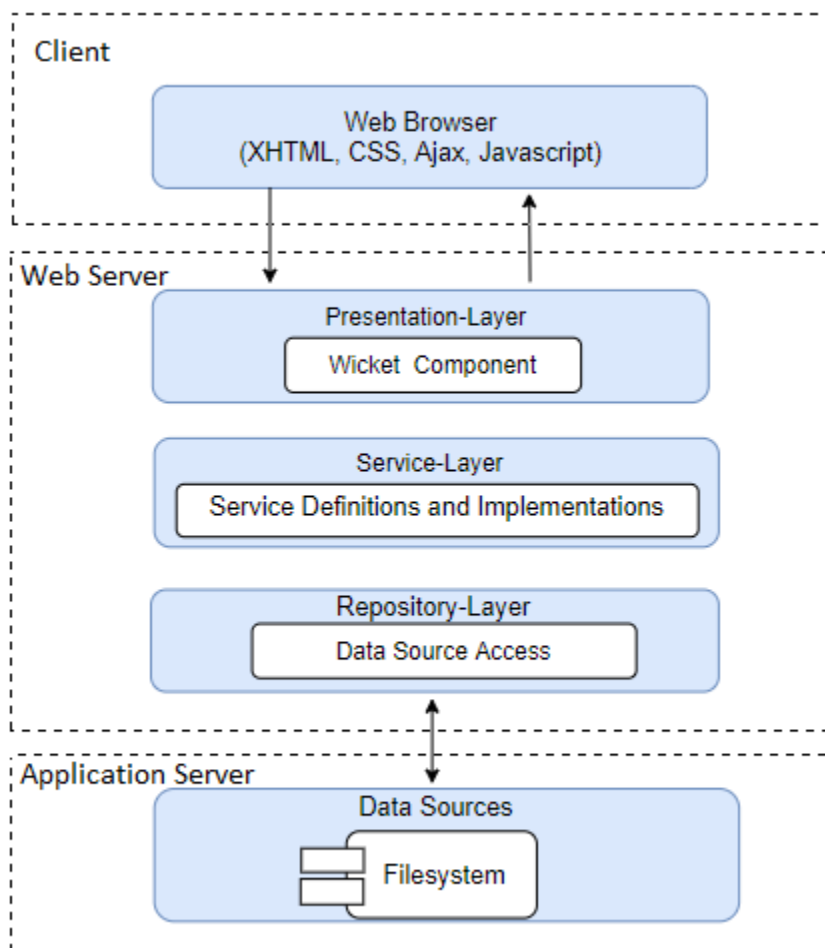 Client
Web Browser
(XHTML, CSS, Ajax, Javascript)
Web Server
Presentation-Layer
Wicket Component
Service-Layer
Service Definitions and Implementations
Repository-Layer
Data Source Access
Application Server
Data Sources
Filesystem